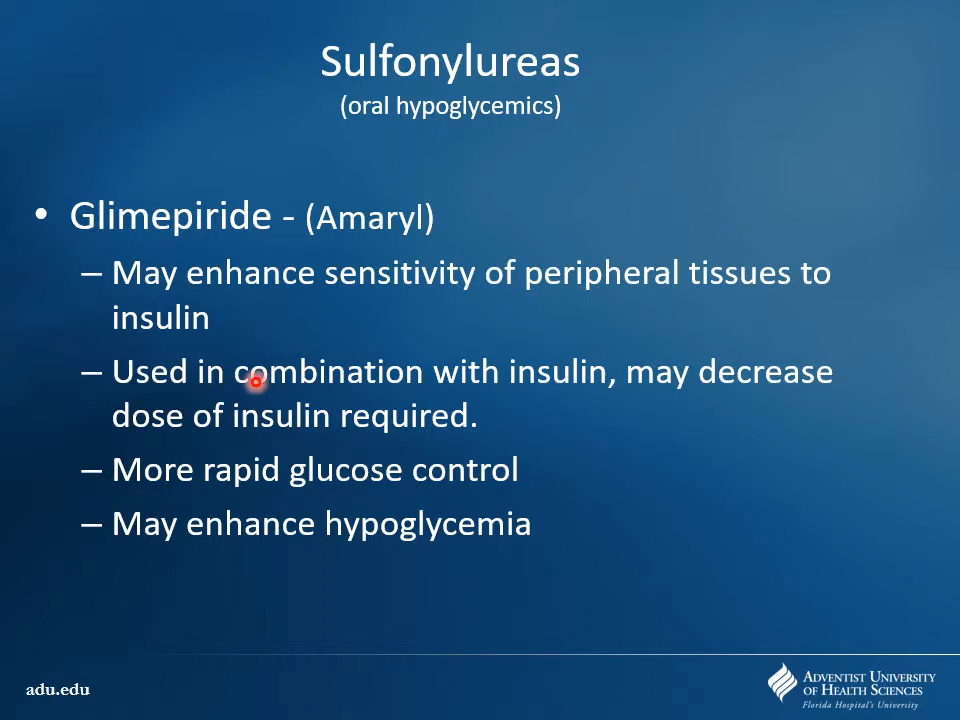 Sulfonylureas
(oral hypoglycemics)
• Glimepiride - (Amaryl)
– May enhance sensitivity of peripheral tissues to
insulin
– Used in combination with insulin, may decrease
dose of insulin required.
– More rapid glucose control
– May enhance hypoglycemia
adu.edu
ADVENTIST UNIVERSITY
OF HEALTH SCIENCES
Florida Hospital's University